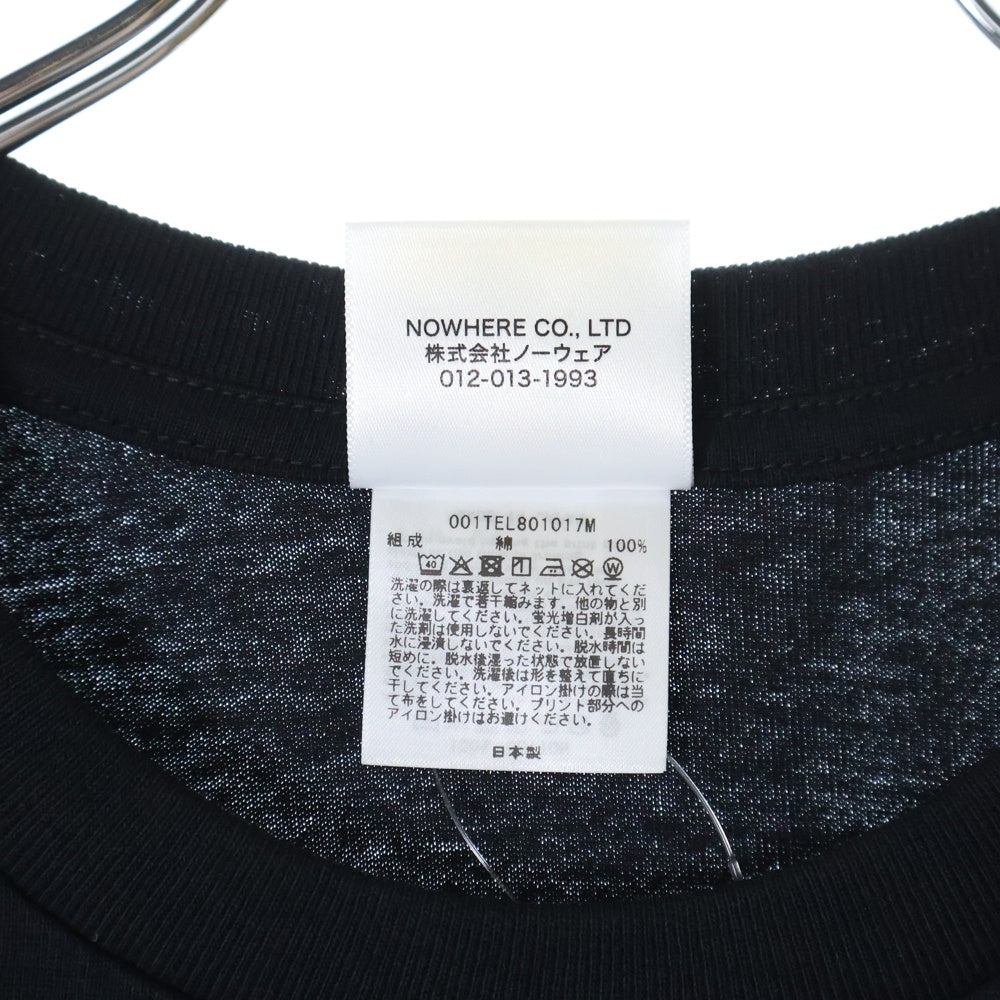 NOWHERE CO., LTD
株式会社ノーウェア
012-013-1993
001TEL801017M
組成 綿 100%
40
洗濯の際は裏返してネットに入れてくだ
さい。洗濯で若干縮みます。他の物と別
に洗濯してください。蛍光増白剤が入っ
た洗剤は使用しないでください。長時間
水に浸漬しないでください。脱水時間は
短めに。脱水後湿った状態で放置しない
でください。洗濯後は形を整えて直ちに
干してください。アイロン掛けの際は当
て布をしてください。プリント部分への
アイロン掛けはお避けください。
日本製